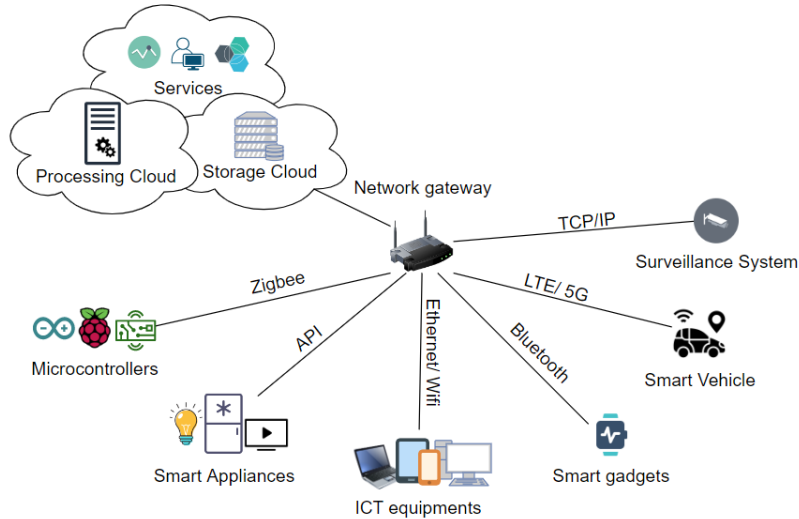 Services
Processing Cloud
Storage Cloud
Network gateway
TCP/IP
Surveillance System
Zigbee
LTE/ 5G
API
Ethernet/ Wifi
Bluetooth
Microcontrollers
Smart Vehicle
Smart Appliances
Smart gadgets
ICT equipments